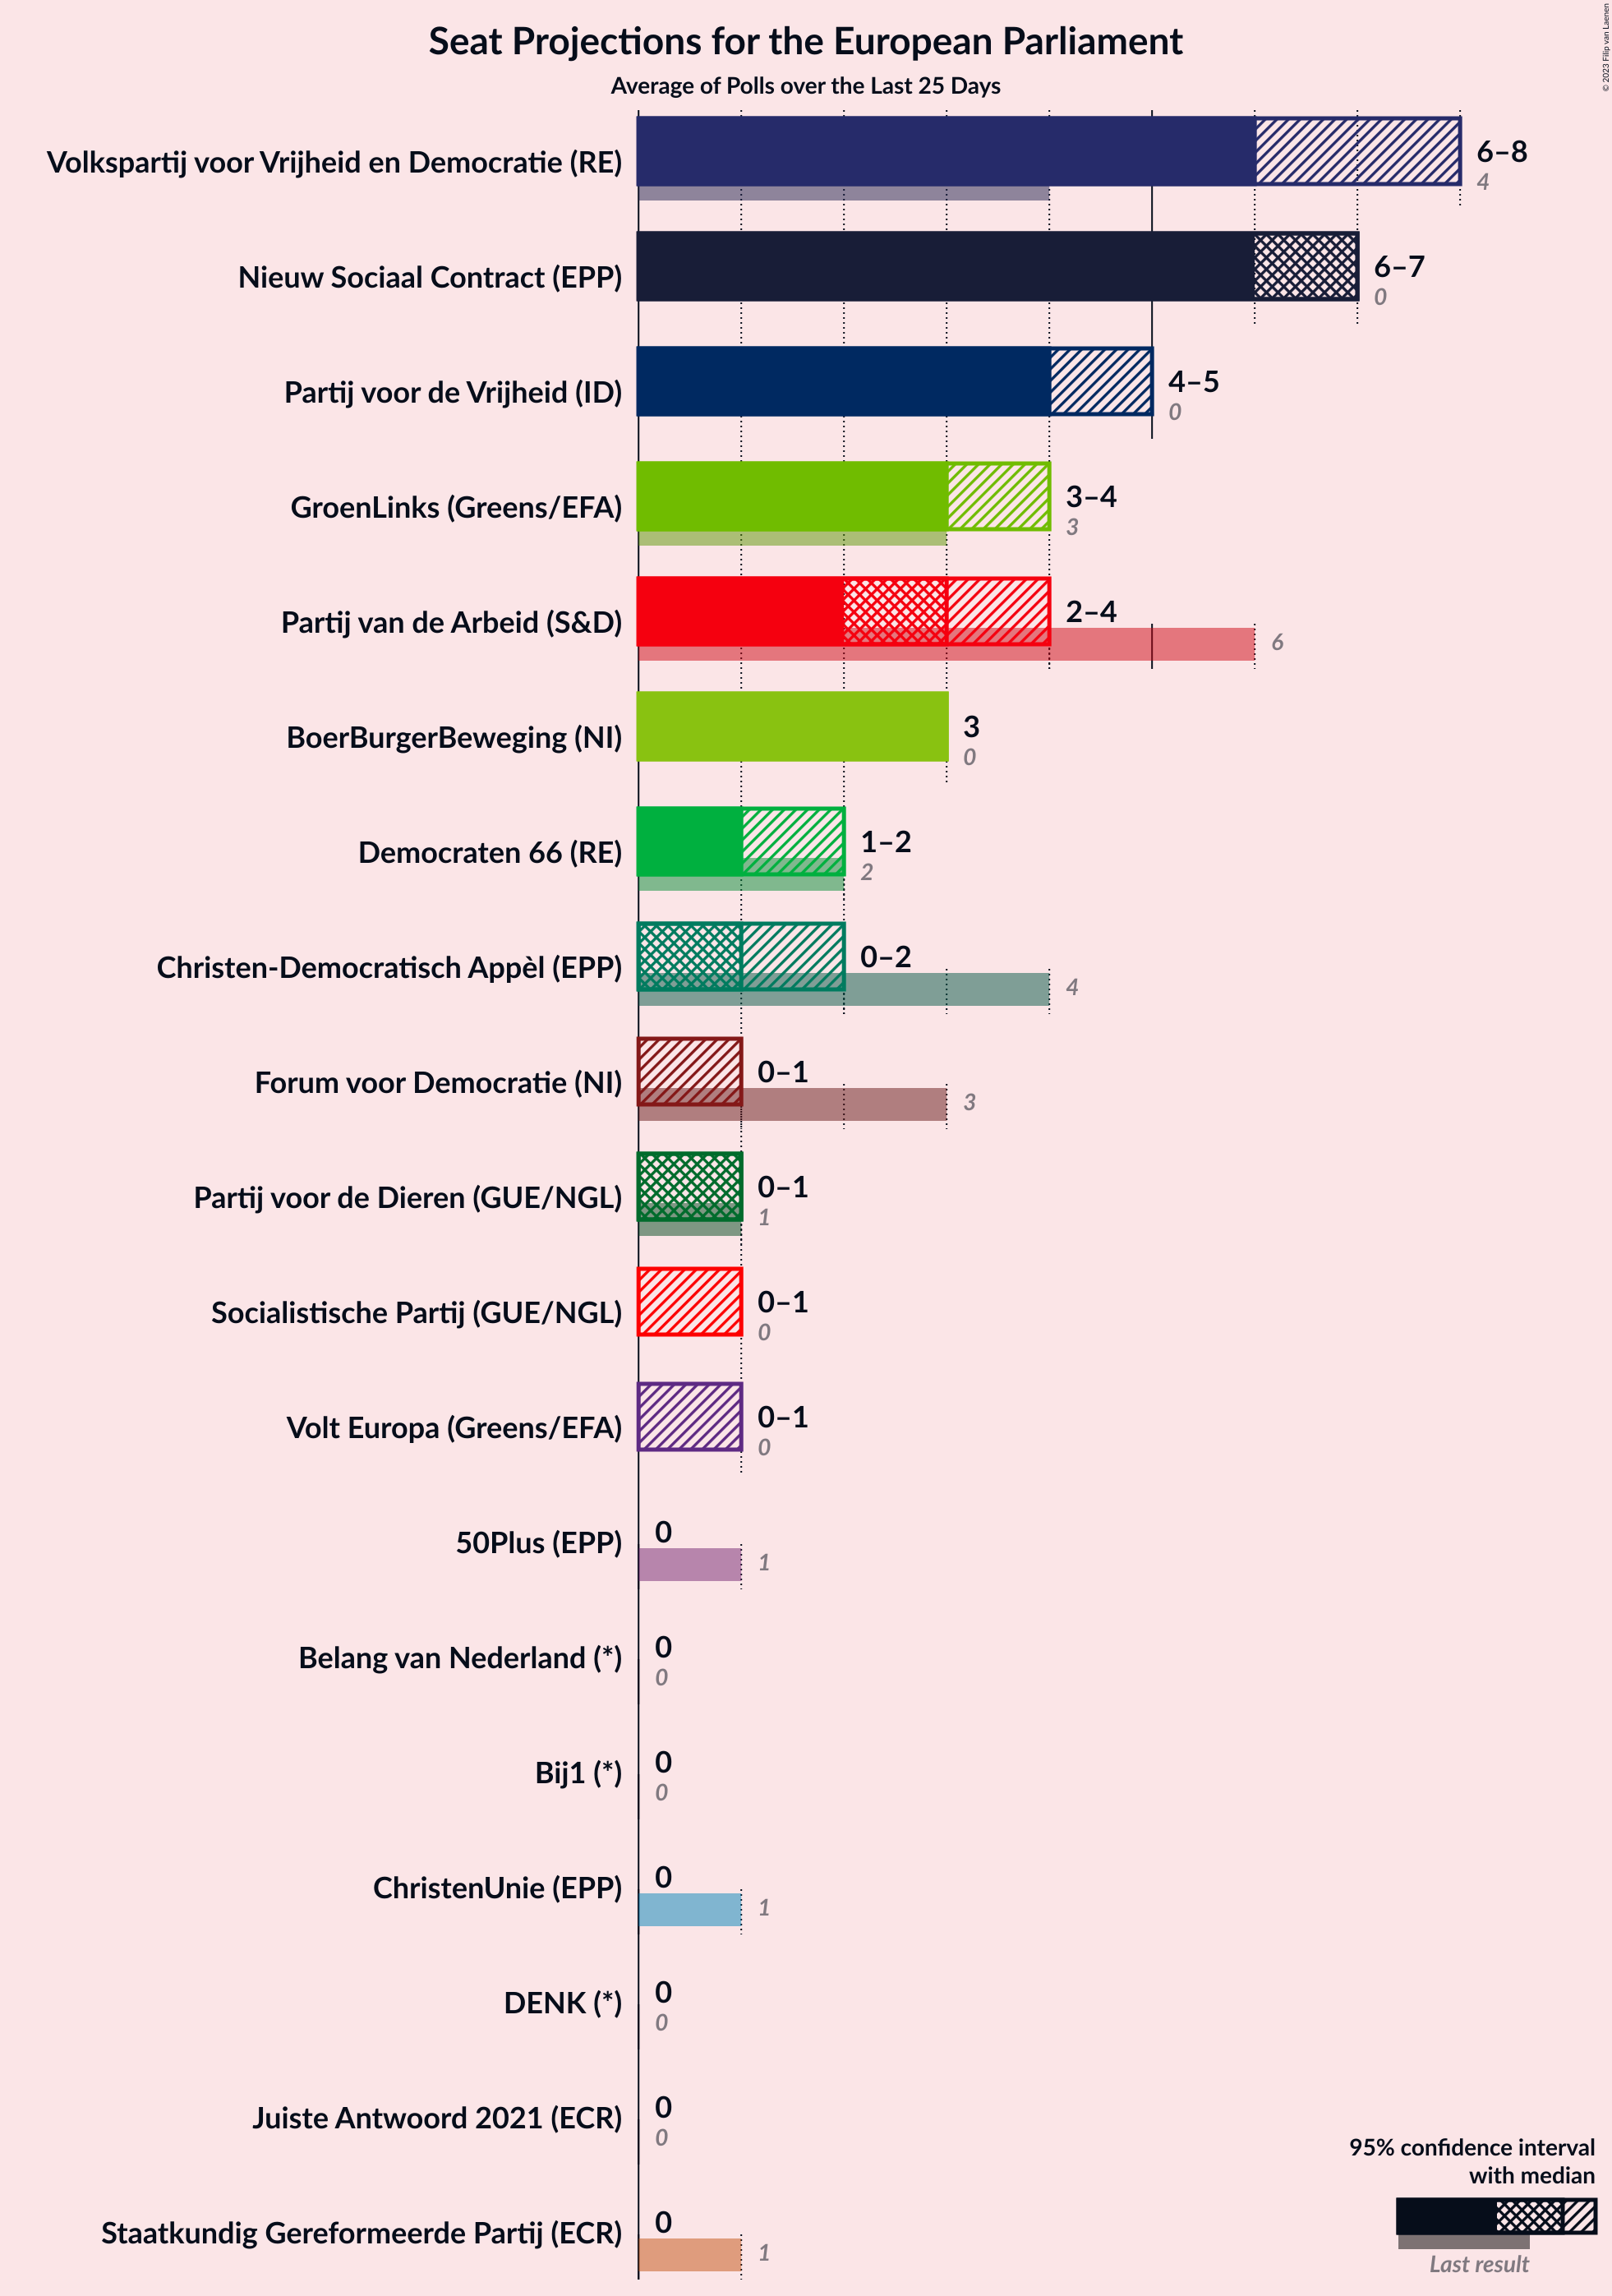 Seat Projections for the European Parliament
Average of Polls over the Last 25 Days
© 2023 Filip van Laenen
Volkspartij voor Vrijheid en Democratie (RE)
6–8
4
Nieuw Sociaal Contract (EPP)
6–7
0
Partij voor de Vrijheid (ID)
4–5
0
GroenLinks (Greens/EFA)
3–4
3
Partij van de Arbeid (S&D)
2–4
6
BoerBurgerBeweging (NI)
3
0
Democraten 66 (RE)
1–2
2
Christen-Democratisch Appèl (EPP)
0–2
4
Forum voor Democratie (NI)
0–1
3
Partij voor de Dieren (GUE/NGL)
0–1
1
Socialistische Partij (GUE/NGL)
0–1
0
Volt Europa (Greens/EFA)
0–1
0
50Plus (EPP)
0
1
Belang van Nederland (*)
0
0
Bij1 (*)
0
0
ChristenUnie (EPP)
0
1
DENK (*)
0
0
Juiste Antwoord 2021 (ECR)
0
0
Staatkundig Gereformeerde Partij (ECR)
0
1
95% confidence interval
with median
Last result